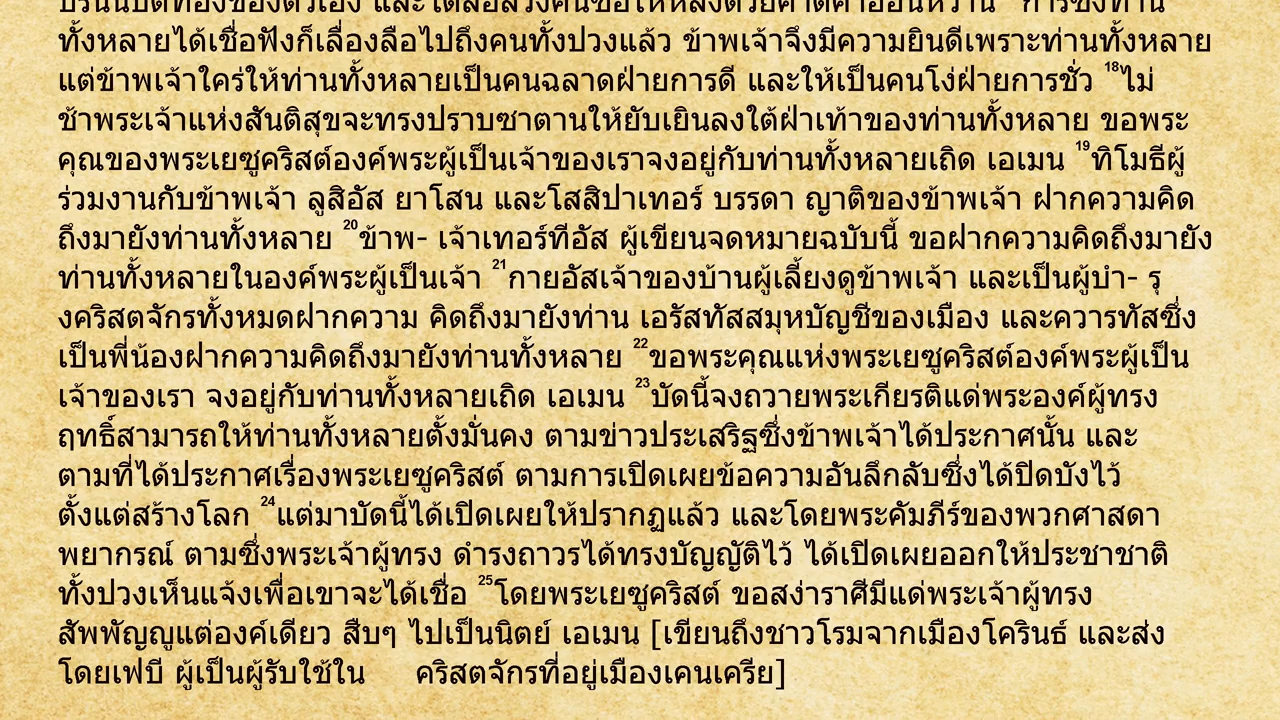 ทั้งหลายได้เชื่อฟังก็เลื่องลือไปถึงคนทั้งปวงแล้ว ข้าพเจ้าจึงมีความยินดีเพราะท่านทั้งหลาย
แต่ข้าพเจ้าใคร่ให้ท่านทั้งหลายเป็นคนฉลาดฝ่ายการดี และให้เป็นคนโง่ฝ่ายการชั่ว 18ไม่
ช้าพระเจ้าแห่งสันติสุขจะทรงปราบซาตานให้ยับเยินลงใต้ฝ่าเท้าของท่านทั้งหลาย ขอพระ
คุณของพระเยซูคริสต์องค์พระผู้เป็นเจ้าของเราจงอยู่กับท่านทั้งหลายเถิด เอเมน 19ทิโมธีผู้
ร่วมงานกับข้าพเจ้า ลูสิอัส ยาโสน และโสสิปาเทอร์ บรรดา ญาติของข้าพเจ้า ฝากความคิด
ถึงมายังท่านทั้งหลาย 20ข้าพ- เจ้าเทอร์ทีอัส ผู้เขียนจดหมายฉบับนี้ ขอฝากความคิดถึงมายัง
ท่านทั้งหลายในองค์พระผู้เป็นเจ้า 21กายอัสเจ้าของบ้านผู้เลี้ยงดูข้าพเจ้า และเป็นผู้บำ- รุ
งคริสตจักรทั้งหมดฝากความ คิดถึงมายังท่าน เอรัสทัสสมุหบัญชีของเมือง และควารทัสซึ่ง
เป็นพี่น้องฝากความคิดถึงมายังท่านทั้งหลาย 22ขอพระคุณแห่งพระเยซูคริสต์องค์พระผู้เป็น
เจ้าของเรา จงอยู่กับท่านทั้งหลายเถิด เอเมน 23บัดนี้จงถวายพระเกียรติแด่พระองค์ผู้ทรง
ฤทธิ์สามารถให้ท่านทั้งหลายตั้งมั่นคง ตามข่าวประเสริฐซึ่งข้าพเจ้าได้ประกาศนั้น และ
ตามที่ได้ประกาศเรื่องพระเยซูคริสต์ ตามการเปิดเผยข้อความอันลึกลับซึ่งได้ปิดบังไว้
ตั้งแต่สร้างโลก 24แต่มาบัดนี้ได้เปิดเผยให้ปรากฏแล้ว และโดยพระคัมภีร์ของพวกศาสดา
พยากรณ์ ตามซึ่งพระเจ้าผู้ทรง ดำรงถาวรได้ทรงบัญญัติไว้ ได้เปิดเผยออกให้ประชาชาติ
ทั้งปวงเห็นแจ้งเพื่อเขาจะได้เชื่อ 25โดยพระเยซูคริสต์ ขอสง่าราศีมีแด่พระเจ้าผู้ทรง
สัพพัญญูแต่องค์เดียว สืบๆ ไปเป็นนิตย์ เอเมน [เขียนถึงชาวโรมจากเมืองโครินธ์ และส่ง
โดยเฟบี ผู้เป็นผู้รับใช้ใน คริสตจักรที่อยู่เมืองเคนเครีย]